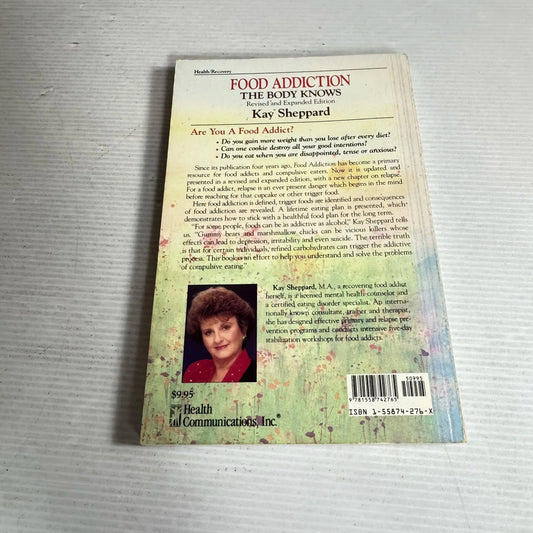 Health/Recovery
FOOD ADDICTION
THE BODY KNOWS
Revised and Expanded Edition
Kay Sheppard
Are You A Food Addict?
• Do you gain more weight than you lose after every diet?
• Can one cookie destroy all your good intentions?
• Do you eat when you are disappointed, tense or anxious?
Since its publication four years ago, Food Addiction has become a primary
resource for food addicts and compulsive eaters. Now it is updated and
presented in a revised and expanded edition, with a new chapter on relapse.
For a food addict, relapse is an ever present danger which begins in the mind
before reaching for that cupcake or other trigger food.
Here food addiction is defined, trigger foods are identified and consequences
of food addiction are revealed. A lifetime eating plan is presented, which
demonstrates how to stick with a healthful food plan for the long term.
"For some people, foods can be as addictive as alcohol," Kay Sheppard tells
us. "Gummy bears and marshmallow chicks can be vicious killers whose
effects can lead to depression, irritability and even suicide. The terrible truth
is that for certain individuals, refined carbohydrates can trigger the addictive
process. This book is an effort to help you understand and solve the problems
of compulsive eating."
Kay Sheppard, M.A., a recovering food addict
herself, is a licensed mental health counselor and
a certified eating disorder specialist. An inter-
nationally known consultant, trainer and therapist,
she has designed effective primary and relapse pre-
vention programs and conducts intensive five-day
stabilization workshops for food addicts.
$9.95
Health
Communications, Inc.®
50995
9 781558 742765
ISBN 1-55874-276-X